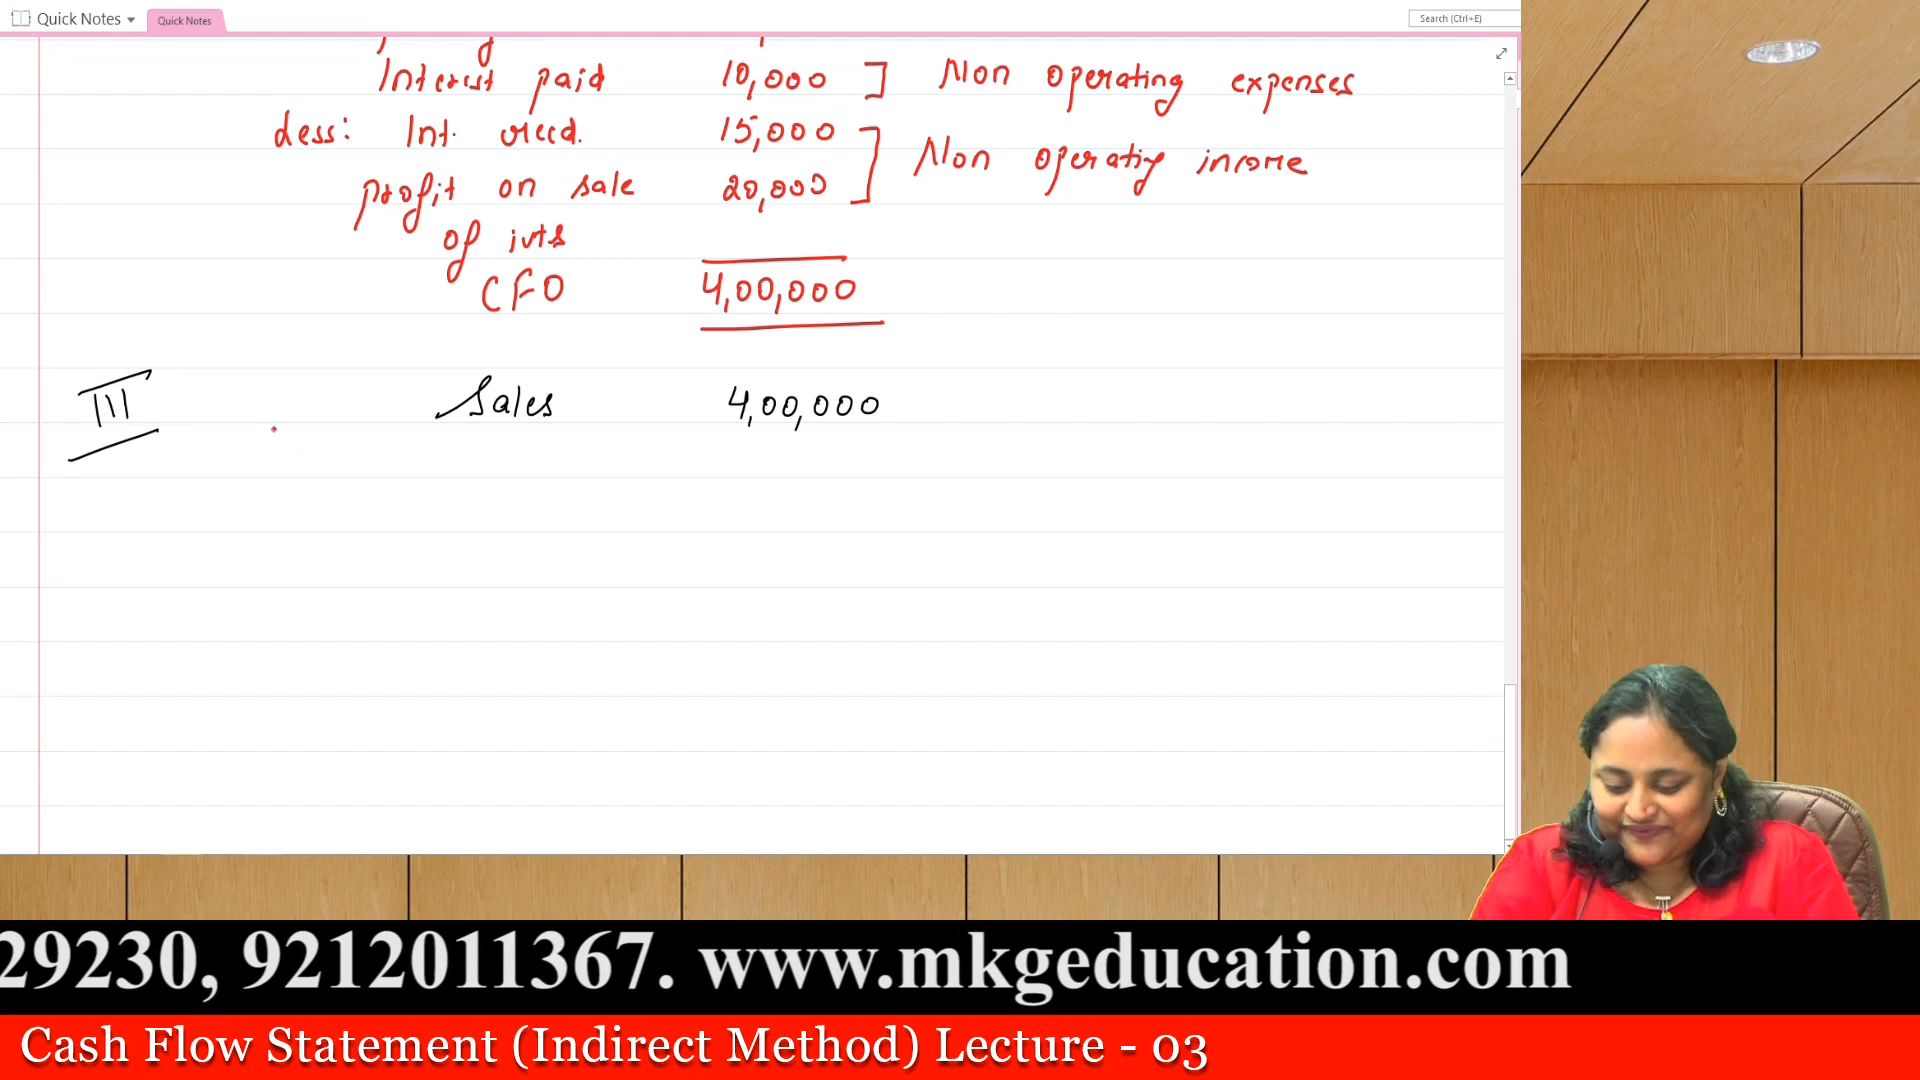 Quick Notes
Quick Notes
Search (Ctrl+E)
Interest paid 10,000 ] Non operating expenses
Less: Int. recd. 15,000
Profit on sale 20,000 ] Non operatig income
of ivts
CFO 4,00,000
III Sales 4,00,000
29230, 9212011367. www.mkgeducation.com
Cash Flow Statement (Indirect Method) Lecture - 03